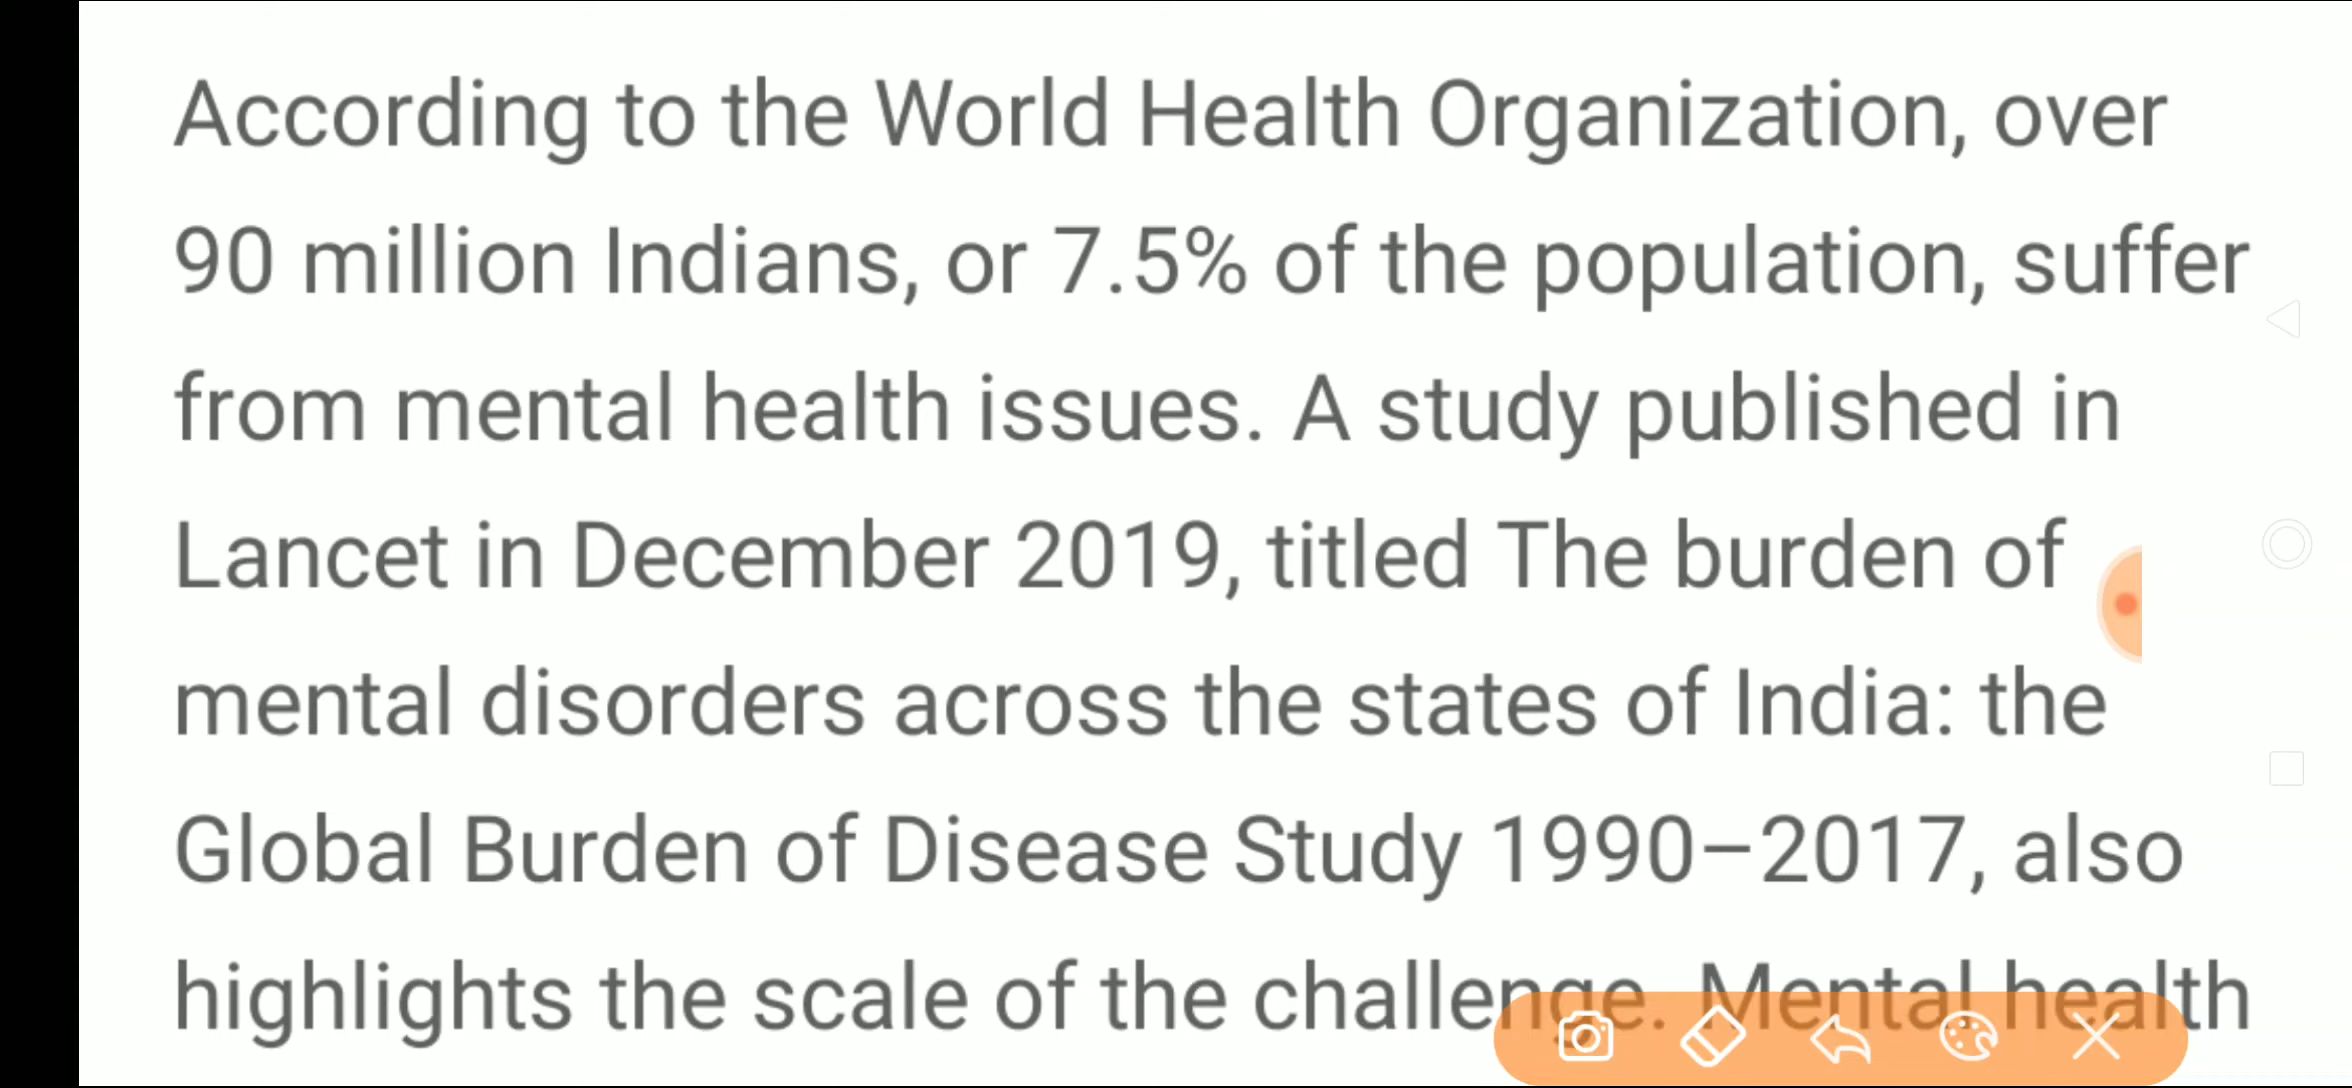 According to the World Health Organization, over
90 million Indians, or 7.5% of the population, suffer
from mental health issues. A study published in
Lancet in December 2019, titled The burden of
mental disorders across the states of India: the
Global Burden of Disease Study 1990–2017, also
highlights the scale of the challenge. Mental health